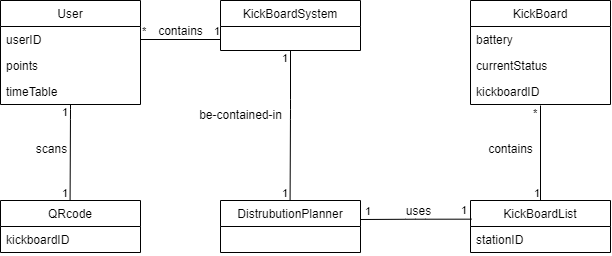 User
userID
points
timeTable
* contains 1
KickBoardSystem
KickBoard
battery
currentStatus
kickboardID
1
scans
1
1
be-contained-in
1
*
contains
1
QRcode
kickboardID
DistrubutionPlanner
1 uses 1
KickBoardList
stationID